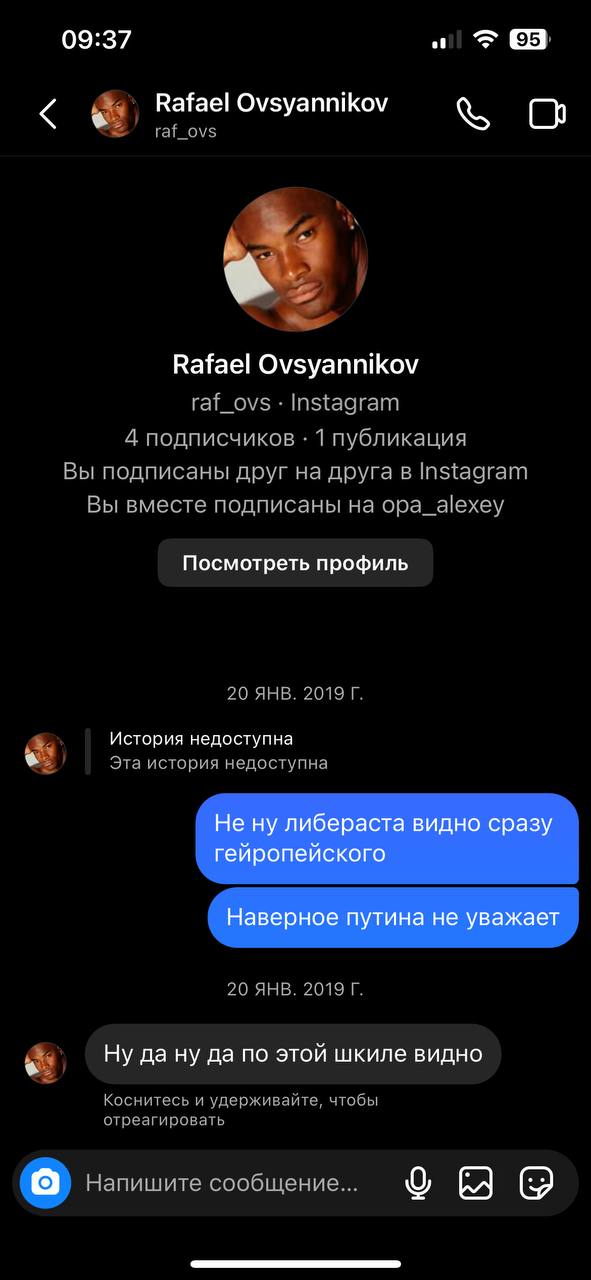 09:37
95
Rafael Ovsyannikov
raf_ovs
Rafael Ovsyannikov
raf_ovs · Instagram
4 подписчиков · 1 публикация
Вы подписаны друг на друга в Instagram
Вы вместе подписаны на opa_alexey
Посмотреть профиль
20 ЯНВ. 2019 Г.
История недоступна
Эта история недоступна
Не ну либераста видно сразу
гейропейского
Наверное путина не уважает
20 ЯНВ. 2019 Г.
Ну да ну да по этой шкиле видно
Коснитесь и удерживайте, чтобы
отреагировать
Напишите сообщение...